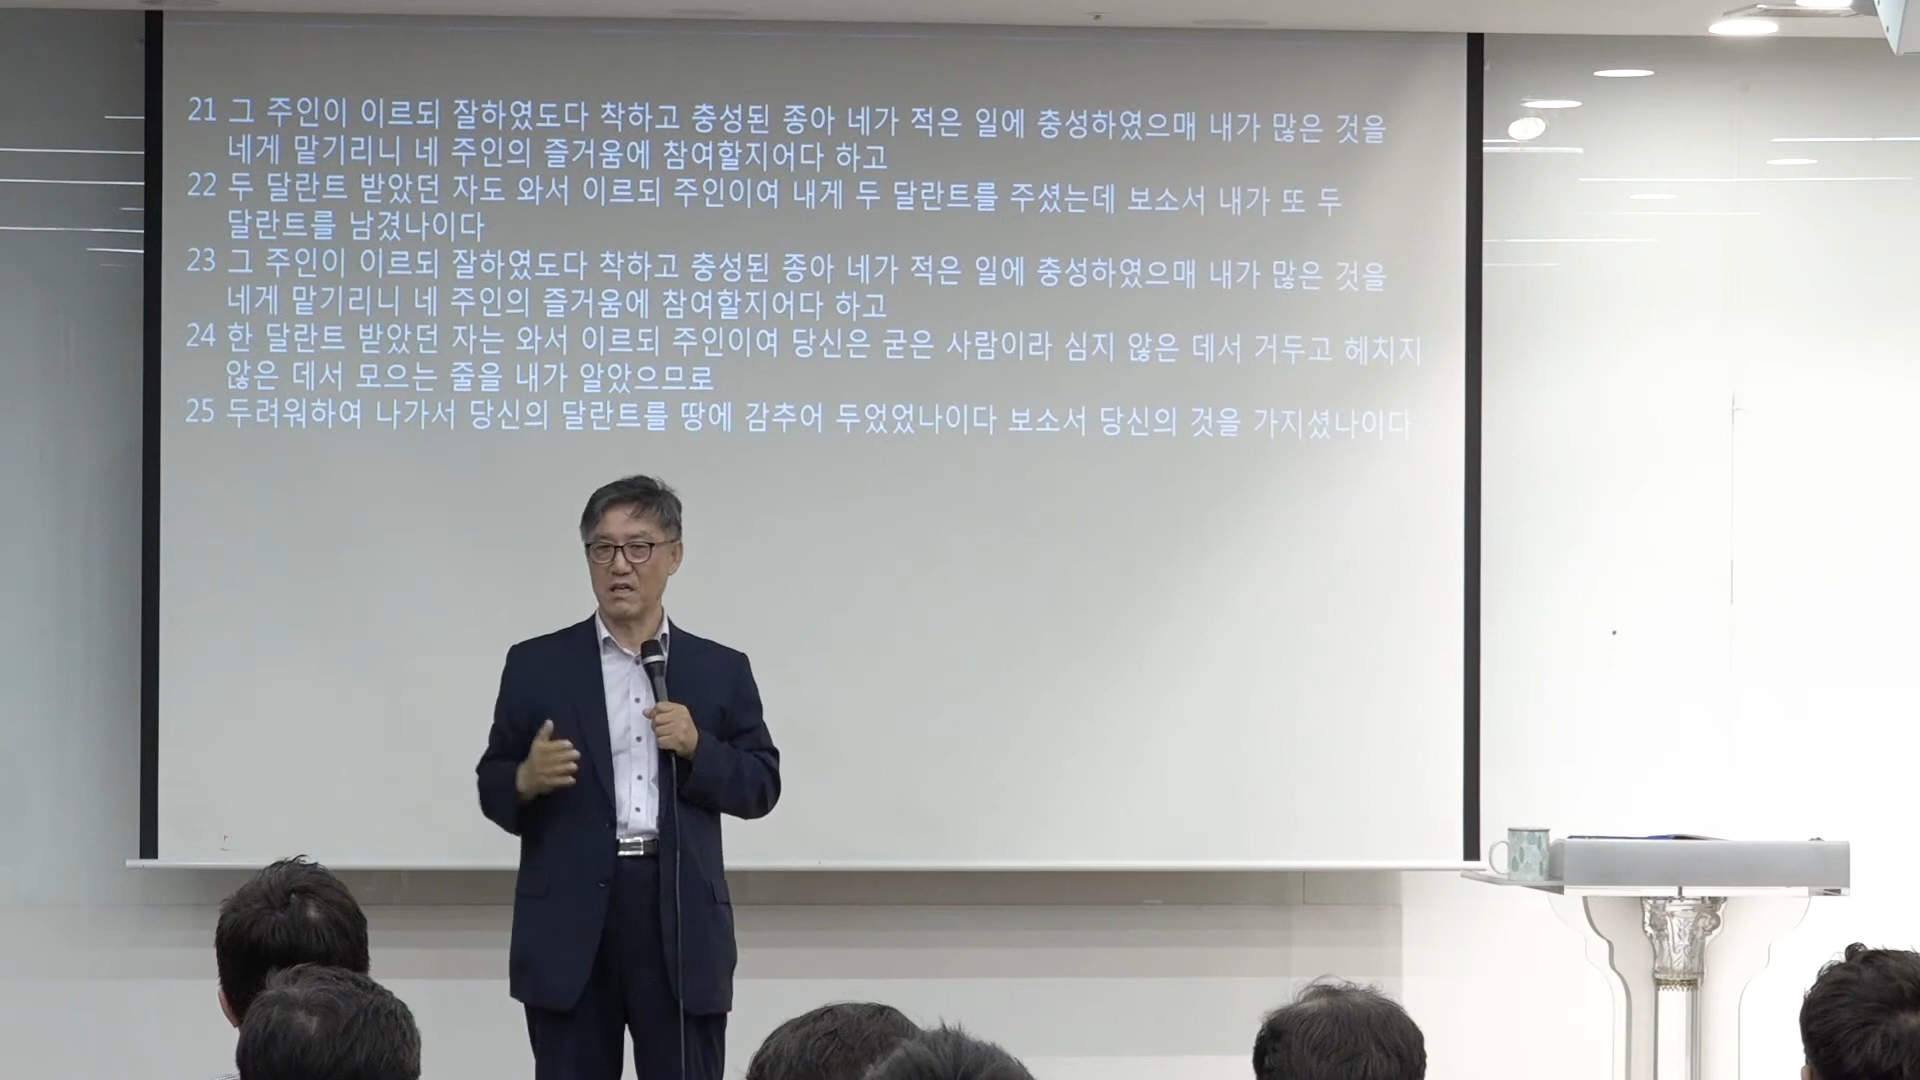 21 그 주인이 이르되 잘하였도다 착하고 충성된 종아 네가 적은 일에 충성하였으매 내가 많은 것을
네게 맡기리니 네 주인의 즐거움에 참여할지어다 하고
22 두 달란트 받았던 자도 와서 이르되 주인이여 내게 두 달란트를 주셨는데 보소서 내가 또 두
달란트를 남겼나이다
23 그 주인이 이르되 잘하였도다 착하고 충성된 종아 네가 적은 일에 충성하였으매 내가 많은 것을
네게 맡기리니 네 주인의 즐거움에 참여할지어다 하고
24 한 달란트 받았던 자는 와서 이르되 주인이여 당신은 굳은 사람이라 심지 않은 데서 거두고 헤치지
않은 데서 모으는 줄을 내가 알았으므로
25 두려워하여 나가서 당신의 달란트를 땅에 감추어 두었었나이다 보소서 당신의 것을 가지셨나이다